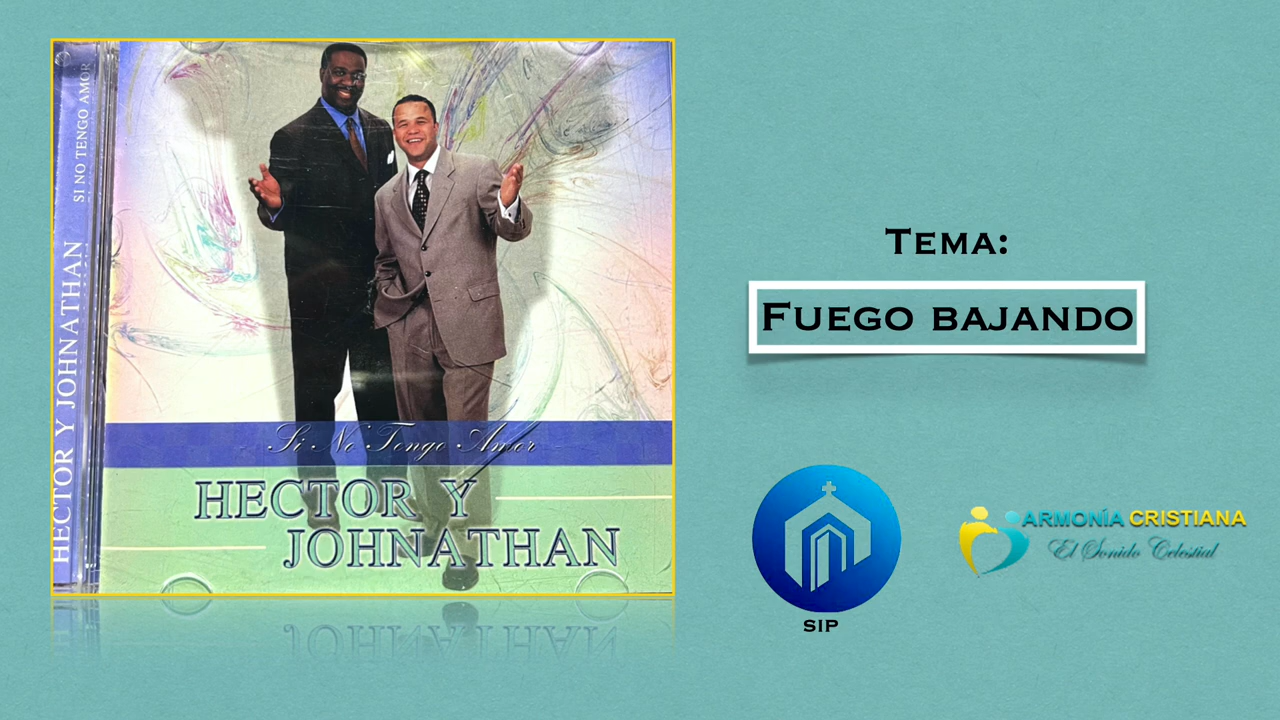 SI NO TENGO AMOR
HECTOR Y JOHNATHAN
Si No Tengo Amor
HECTOR Y
JOHNATHAN
TEMA:
FUEGO BAJANDO
SIP
ARMONÍA CRISTIANA
El Sonido Celestial